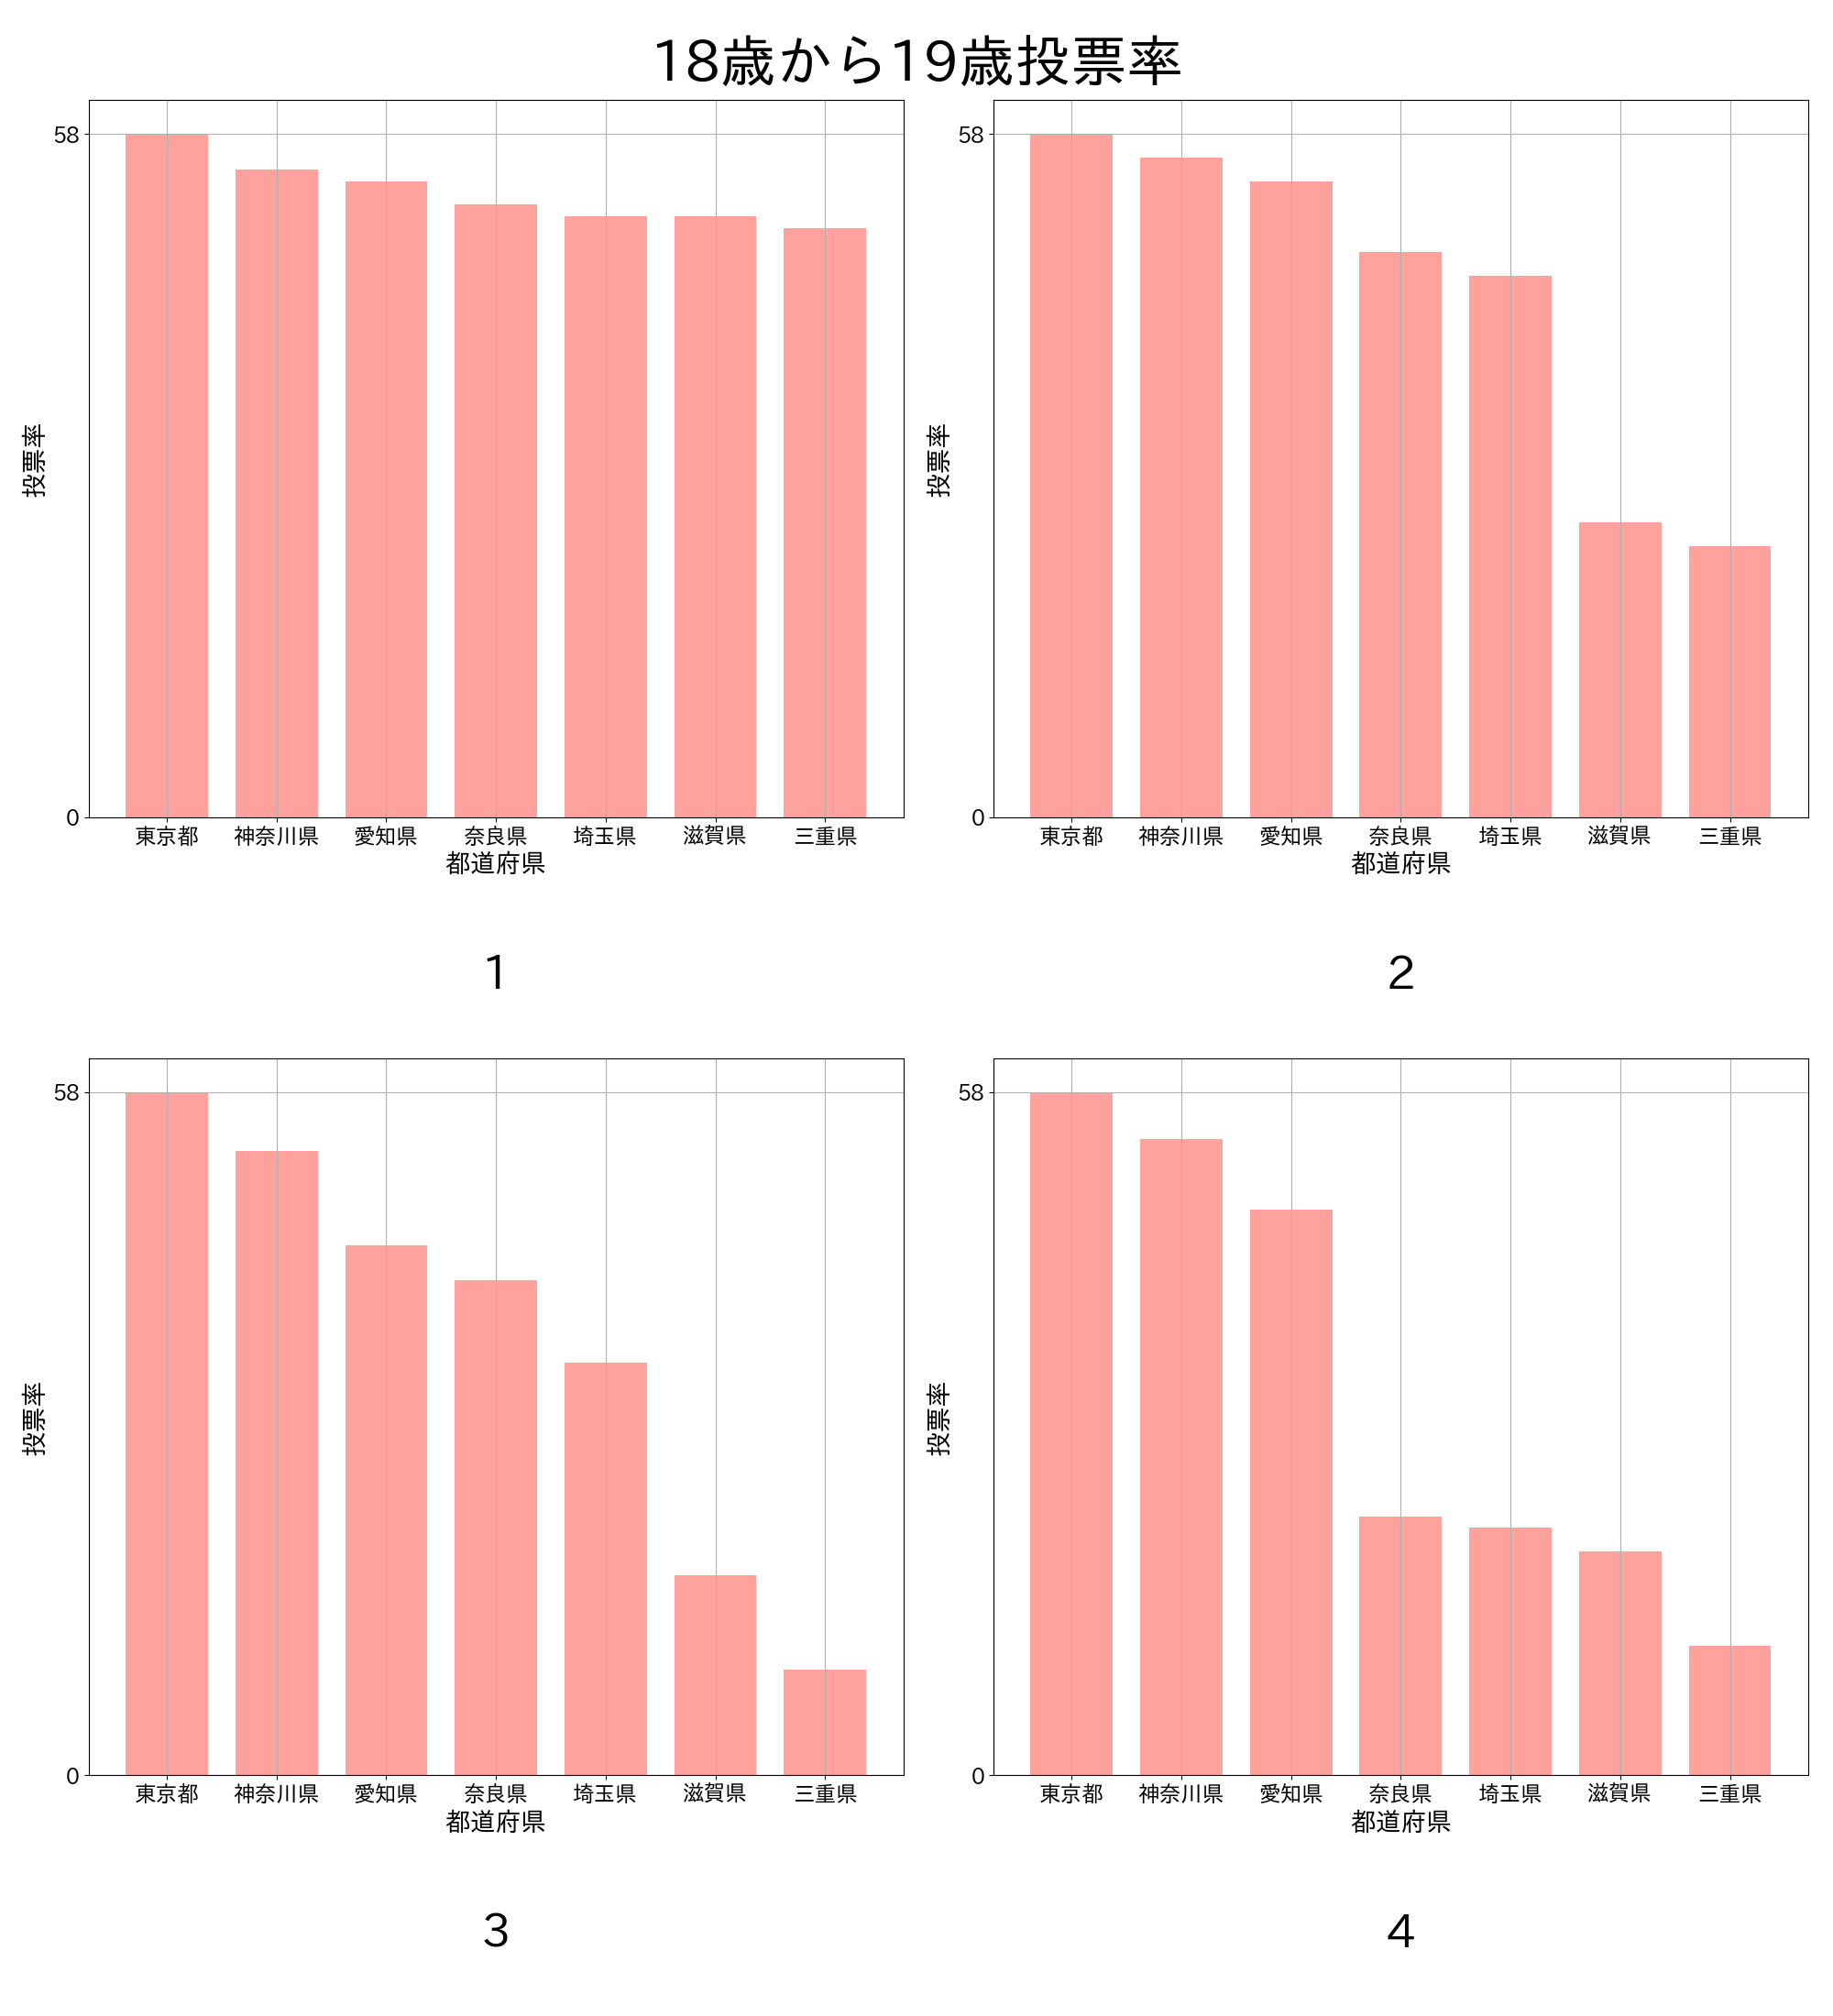 18歳から19歳投票率
58
0
投票率
東京都 神奈川県 愛知県 奈良県 埼玉県 滋賀県 三重県
都道府県
1
58
0
投票率
東京都 神奈川県 愛知県 奈良県 埼玉県 滋賀県 三重県
都道府県
2
58
0
投票率
東京都 神奈川県 愛知県 奈良県 埼玉県 滋賀県 三重県
都道府県
3
58
0
投票率
東京都 神奈川県 愛知県 奈良県 埼玉県 滋賀県 三重県
都道府県
4